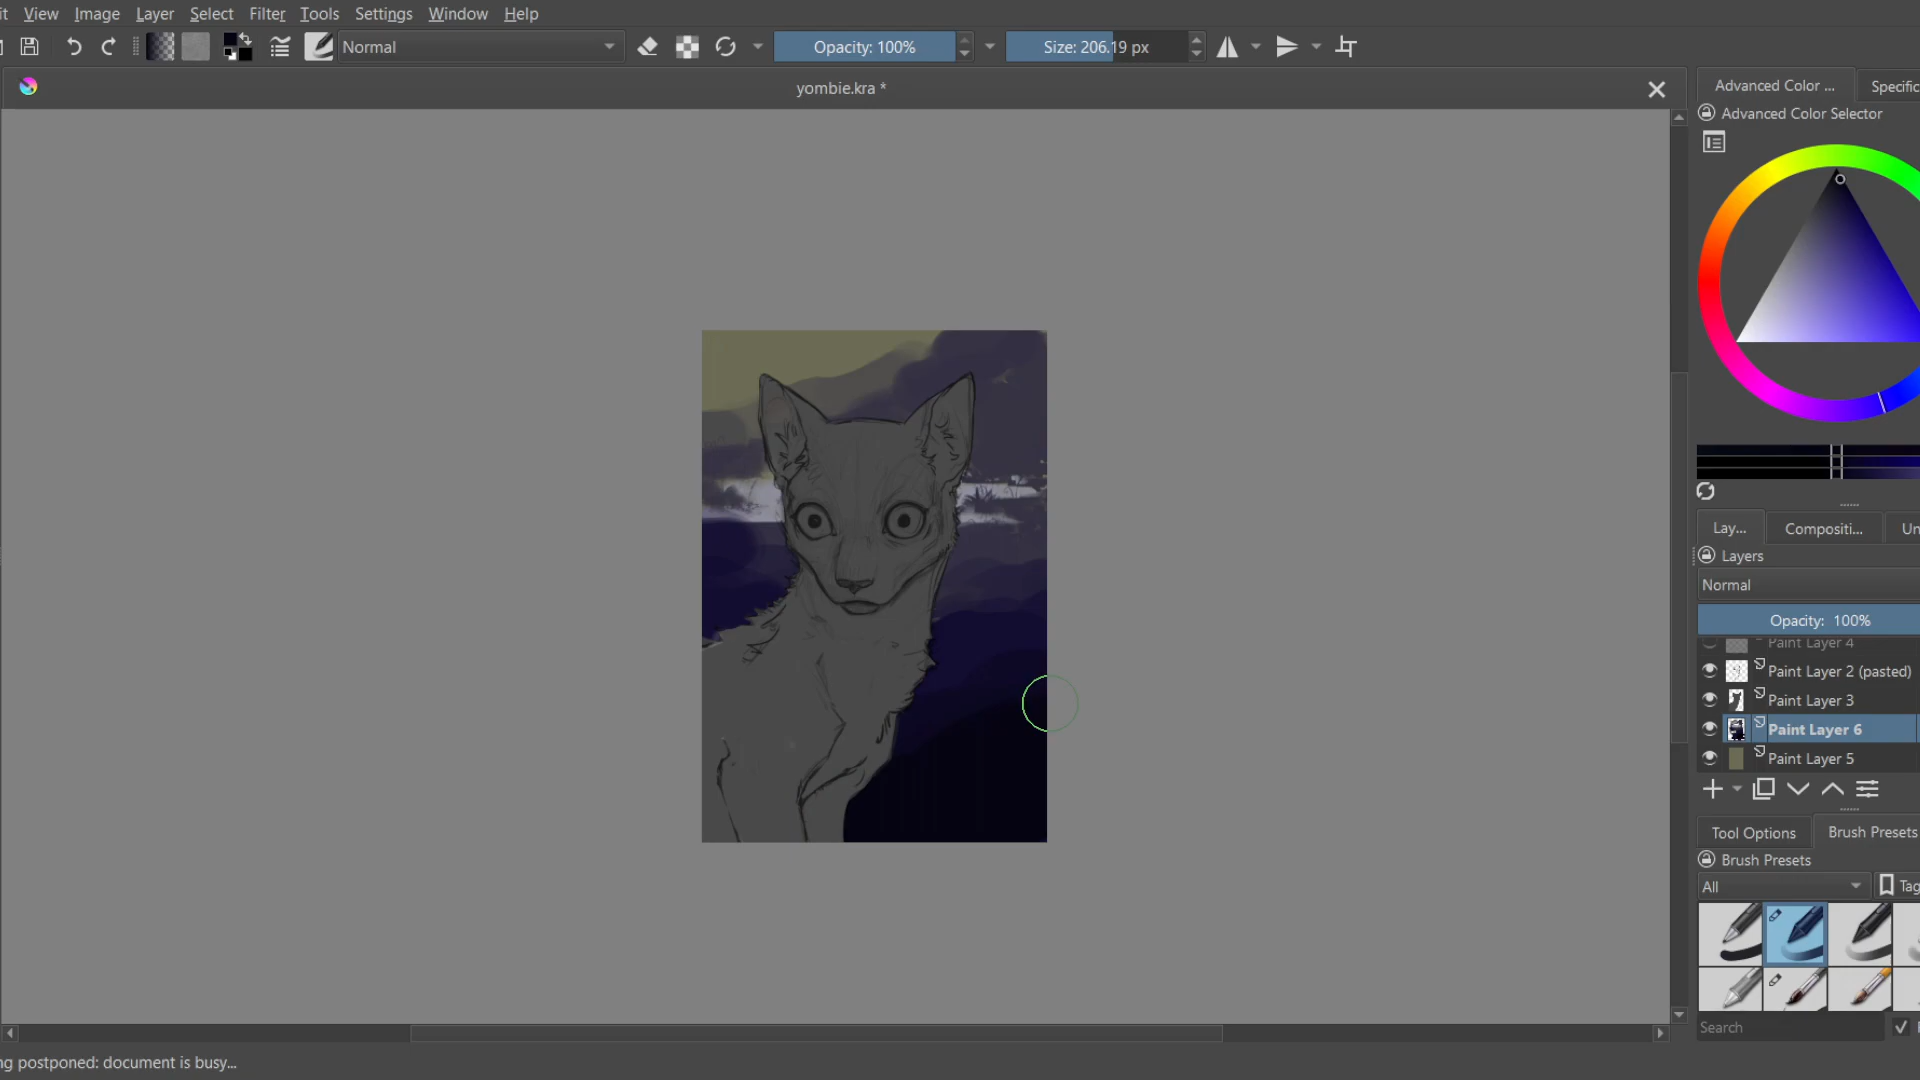 View Image Layer Select Filter Tools Settings Window Help
Normal Opacity: 100% Size: 206.19 px
yombie.kra *
Advanced Color ... Specific
Advanced Color Selector
Lay... Compositi... Un
Layers
Normal
Opacity: 100%
Paint Layer 4
Paint Layer 2 (pasted)
Paint Layer 3
Paint Layer 6
Paint Layer 5
Tool Options Brush Presets
Brush Presets
All Tag
Search
ng postponed: document is busy...